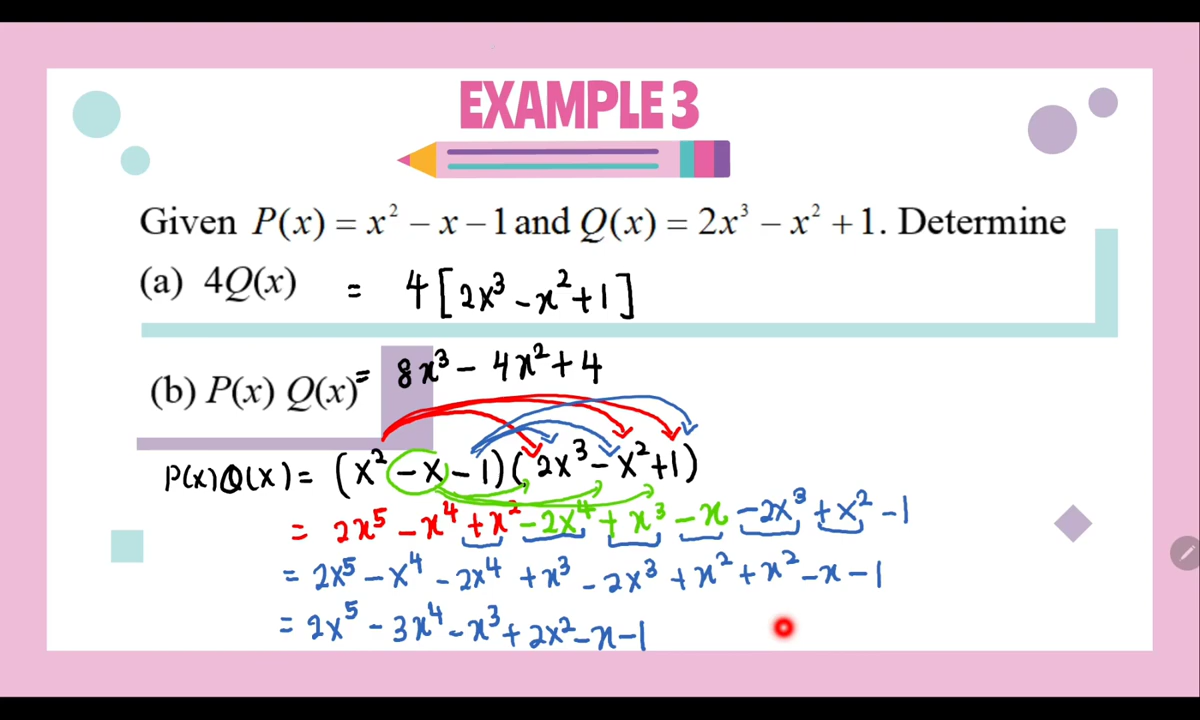 EXAMPLE 3
Given P(x) = x² − x − 1 and Q(x) = 2x³ − x² + 1. Determine
(a) 4Q(x) = 4[2x³ − x² + 1]
= 8x³ − 4x² + 4
(b) P(x) Q(x)
P(x)Q(x) = (x² − x − 1)(2x³ − x² + 1)
= 2x⁵ − x⁴ + x² − 2x⁴ + x³ − x − 2x³ + x² − 1
= 2x⁵ − x⁴ − 2x⁴ + x³ − 2x³ + x² + x² − x − 1
= 2x⁵ − 3x⁴ − x³ + 2x² − x − 1